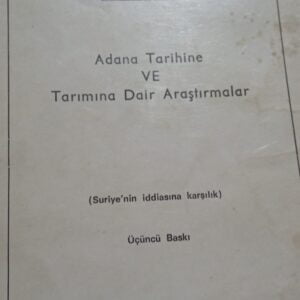 Adana Tarihine
VE
Tarımına Dair Araştırmalar
(Suriye'nin iddiasına karşılık)
Üçüncü Baskı